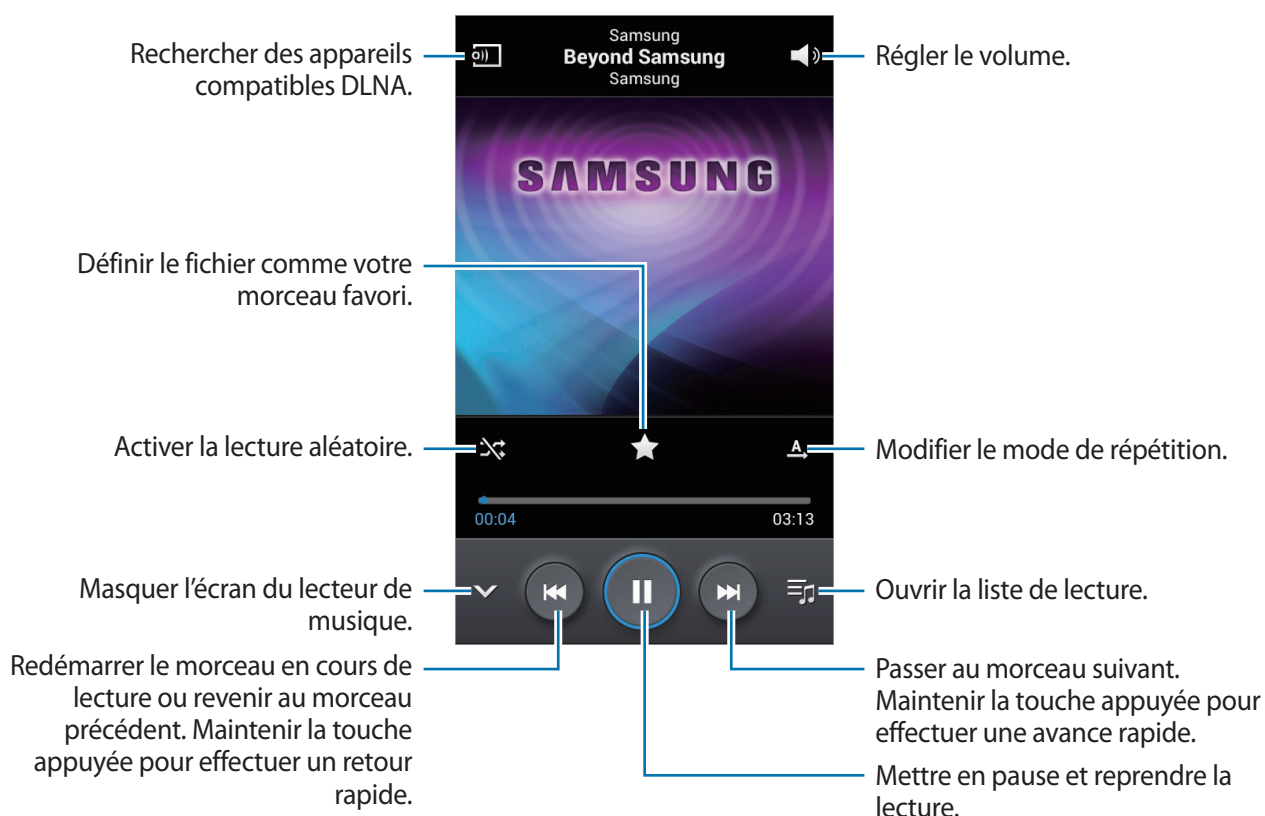 Rechercher des appareils
compatibles DLNA.
Samsung
Beyond Samsung
Samsung
Régler le volume.
SAMSUNG
Définir le fichier comme votre
morceau favori.
Activer la lecture aléatoire.
A
Modifier le mode de répétition.
00:04
03:13
Masquer l’écran du lecteur de
musique.
Ouvrir la liste de lecture.
Redémarrer le morceau en cours de
lecture ou revenir au morceau
précédent. Maintenir la touche
appuyée pour effectuer un retour
rapide.
Passer au morceau suivant.
Maintenir la touche appuyée pour
effectuer une avance rapide.
Mettre en pause et reprendre la
lecture.